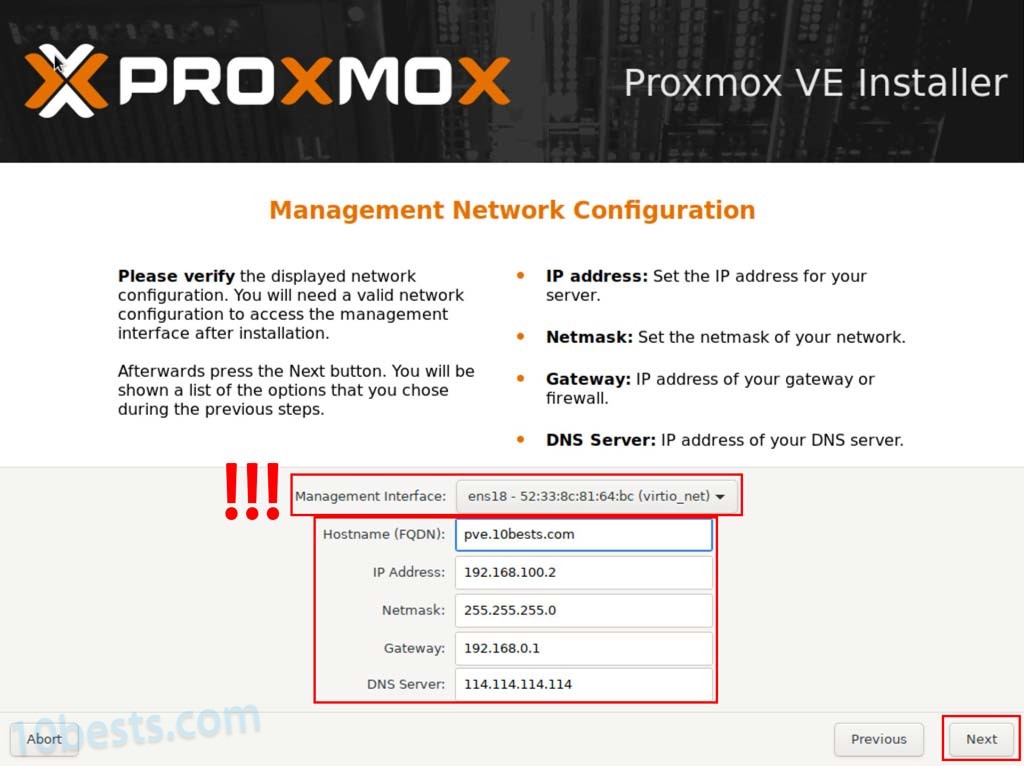 PROXMOX
Proxmox VE Installer
Management Network Configuration
Please verify the displayed network
configuration. You will need a valid network
configuration to access the management
interface after installation.
Afterwards press the Next button. You will be
shown a list of the options that you chose
during the previous steps.
• IP address: Set the IP address for your
server.
• Netmask: Set the netmask of your network.
• Gateway: IP address of your gateway or
firewall.
• DNS Server: IP address of your DNS server.
!!!
Management Interface: ens18 - 52:33:8c:81:64:bc (virtio_net)
Hostname (FQDN): pve.10bests.com
IP Address: 192.168.100.2
Netmask: 255.255.255.0
Gateway: 192.168.0.1
DNS Server: 114.114.114.114
10bests.com
Abort
Previous
Next